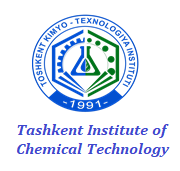 TOSHKENT KIMYO - TEXNOLOGIYA INSTITUTI
-1991-
Tashkent Institute of
Chemical Technology